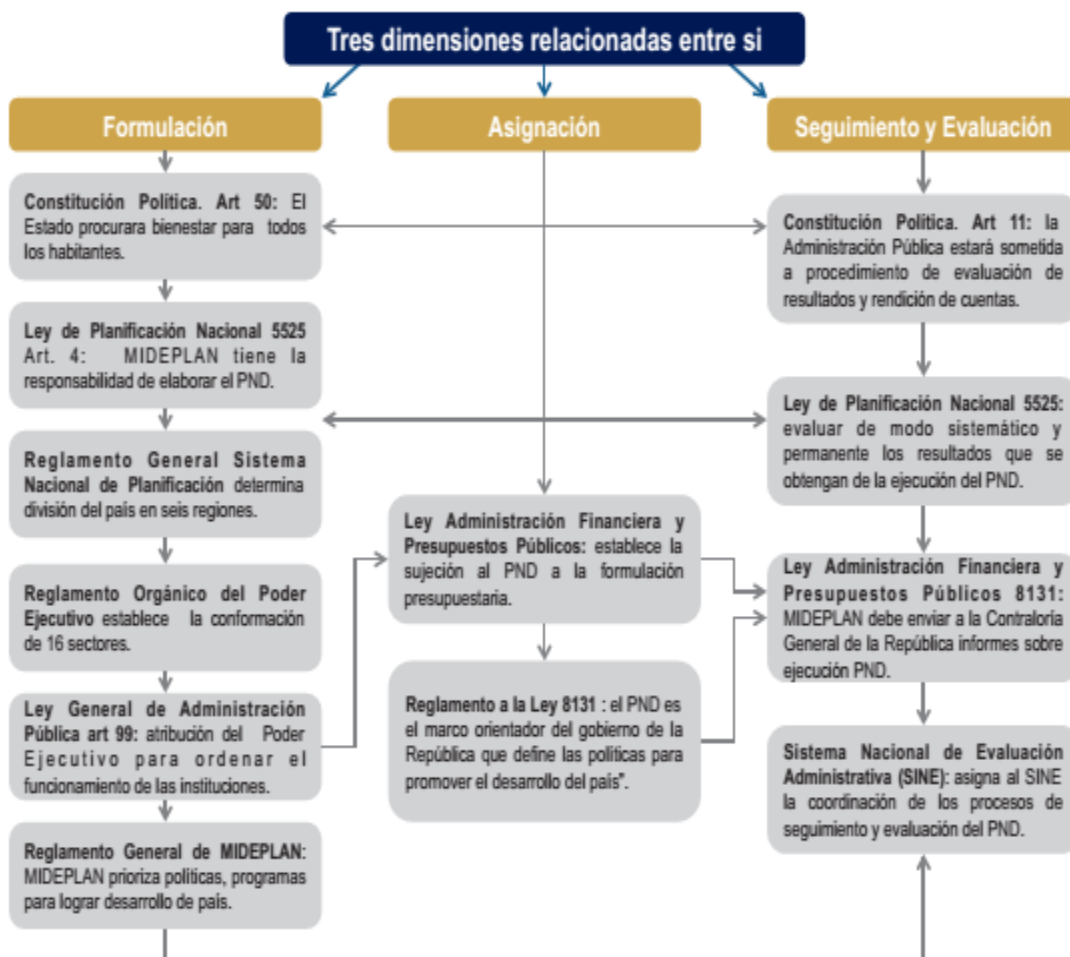 Tres dimensiones relacionadas entre si
Formulación
Constitución Política. Art 50: El
Estado procurara bienestar para todos
los habitantes.
Ley de Planificación Nacional 5525
Art. 4: MIDEPLAN tiene la
responsabilidad de elaborar el PND.
Reglamento General Sistema
Nacional de Planificación determina
división del país en seis regiones.
Reglamento Orgánico del Poder
Ejecutivo establece la conformación
de 16 sectores.
Ley General de Administración
Pública art 99: atribución del Poder
Ejecutivo para ordenar el
funcionamiento de las instituciones.
Reglamento General de MIDEPLAN:
MIDEPLAN prioriza políticas, programas
para lograr desarrollo de país.
Asignación
Ley Administración Financiera y
Presupuestos Públicos: establece la
sujeción al PND a la formulación
presupuestaria.
Reglamento a la Ley 8131 : el PND es
el marco orientador del gobierno de la
República que define las políticas para
promover el desarrollo del país".
Seguimiento y Evaluación
Constitución Política. Art 11: la
Administración Pública estará sometida
a procedimiento de evaluación de
resultados y rendición de cuentas.
Ley de Planificación Nacional 5525:
evaluar de modo sistemático y
permanente los resultados que se
obtengan de la ejecución del PND.
Ley Administración Financiera y
Presupuestos Públicos 8131:
MIDEPLAN debe enviar a la Contraloría
General de la República informes sobre
ejecución PND.
Sistema Nacional de Evaluación
Administrativa (SINE): asigna al SINE
la coordinación de los procesos de
seguimiento y evaluación del PND.